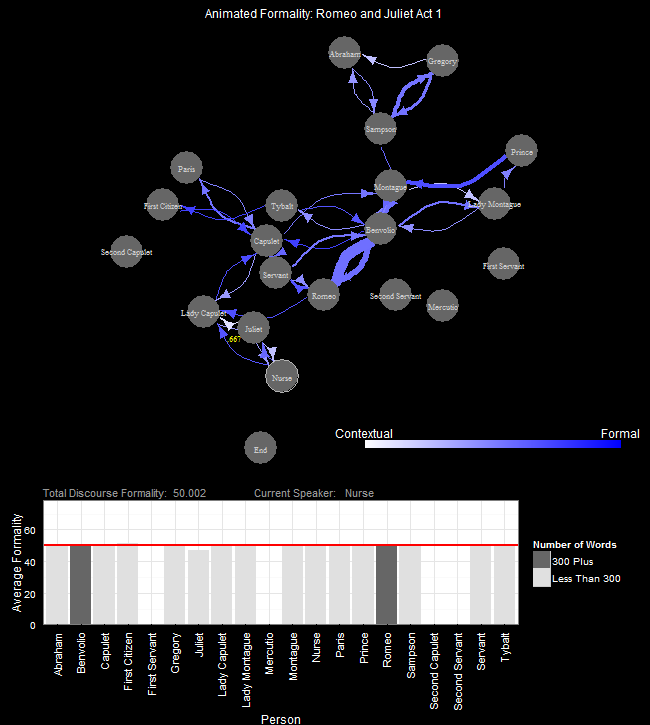 Animated Formality: Romeo and Juliet Act 1
Abraham
Gregory
Sampson
Prince
Paris
Montague
First Citizen
Tybalt
Lady Montague
Benvolio
Capulet
Second Capulet
First Servant
Servant
Romeo
Second Servant
Mercutio
Lady Capulet
Juliet
.667
Nurse
End
Contextual Formal
Total Discourse Formality: 50.002 Current Speaker: Nurse
Average Formality
60
40
20
0
Number of Words
300 Plus
Less Than 300
Abraham
Benvolio
Capulet
First Citizen
First Servant
Gregory
Juliet
Lady Capulet
Lady Montague
Mercutio
Montague
Nurse
Paris
Prince
Romeo
Sampson
Second Capulet
Second Servant
Servant
Tybalt
Person